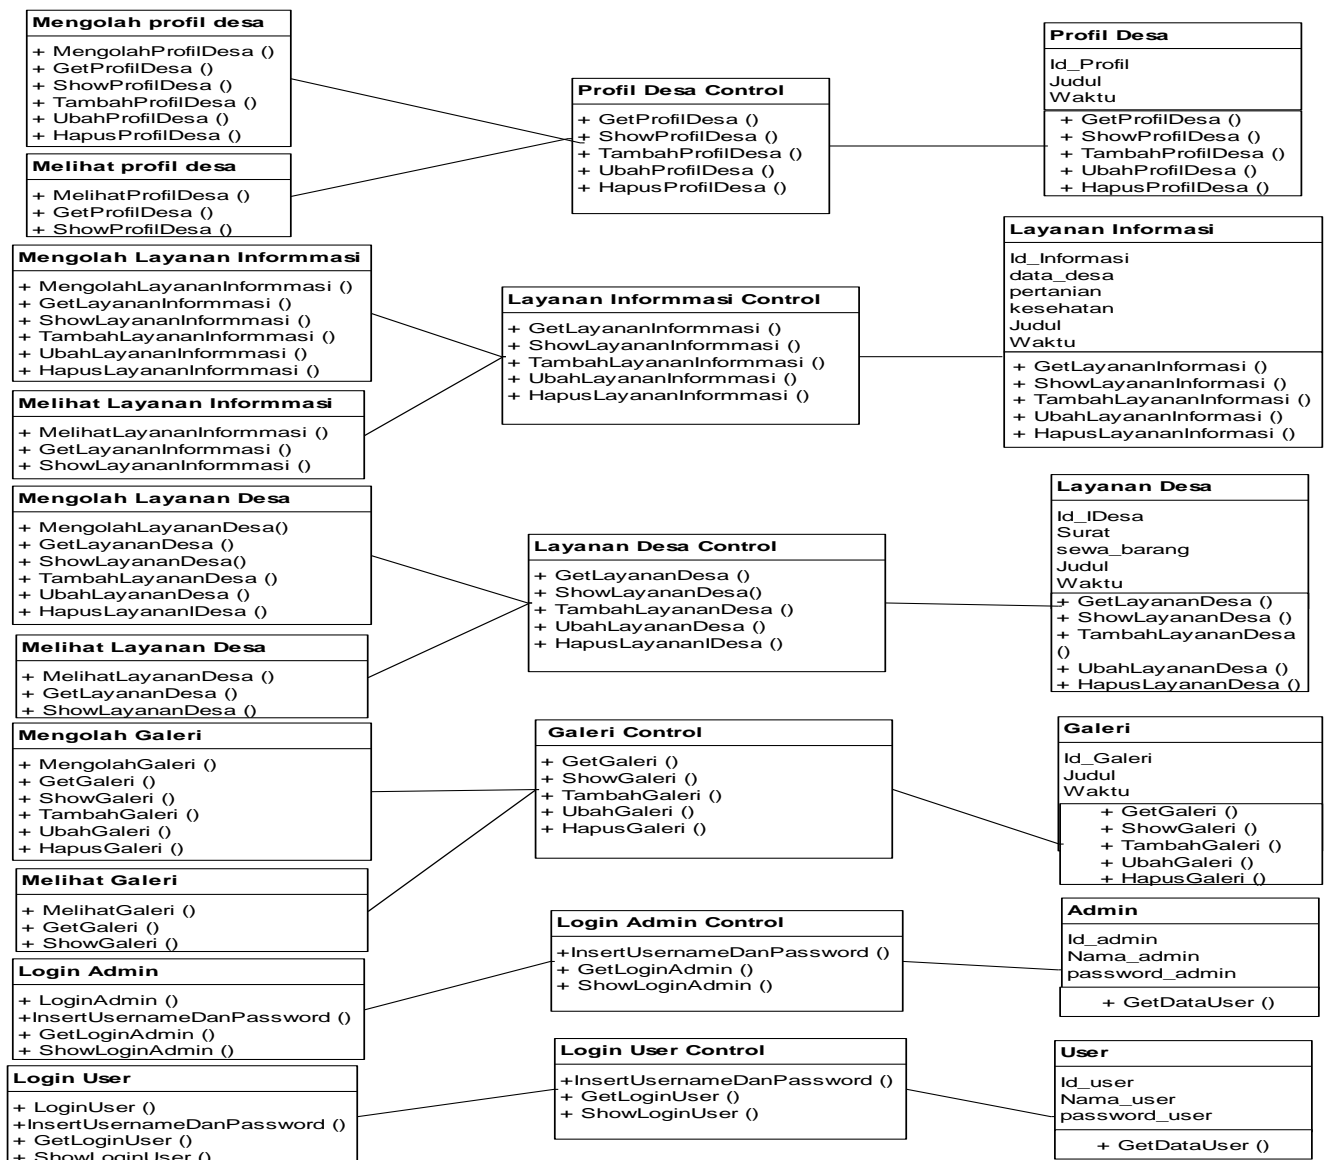 Mengolah profil desa
+ MengolahProfilDesa ()
+ GetProfilDesa ()
+ ShowProfilDesa ()
+ TambahProfilDesa ()
+ UbahProfilDesa ()
+ HapusProfilDesa ()
Melihat profil desa
+ MelihatProfilDesa ()
+ GetProfilDesa ()
+ ShowProfilDesa ()
Mengolah Layanan Informmasi
+ MengolahLayananInformmasi ()
+ GetLayananInformmasi ()
+ ShowLayananInformmasi ()
+ TambahLayananInformmasi ()
+ UbahLayananInformmasi ()
+ HapusLayananInformmasi ()
Melihat Layanan Informmasi
+ MelihatLayananInformmasi ()
+ GetLayananInformmasi ()
+ ShowLayananInformmasi ()
Mengolah Layanan Desa
+ MengolahLayananDesa()
+ GetLayananDesa ()
+ ShowLayananDesa()
+ TambahLayananDesa ()
+ UbahLayananDesa ()
+ HapusLayananlDesa ()
Melihat Layanan Desa
+ MelihatLayananDesa ()
+ GetLayananDesa ()
+ ShowLayananDesa ()
Mengolah Galeri
+ MengolahGaleri ()
+ GetGaleri ()
+ ShowGaleri ()
+ TambahGaleri ()
+ UbahGaleri ()
+ HapusGaleri ()
Melihat Galeri
+ MelihatGaleri ()
+ GetGaleri ()
+ ShowGaleri ()
Login Admin
+ LoginAdmin ()
+InsertUsernameDanPassword ()
+ GetLoginAdmin ()
+ ShowLoginAdmin ()
Login User
+ LoginUser ()
+InsertUsernameDanPassword ()
+ GetLoginUser ()
+ ShowLoginUser ()
Profil Desa Control
+ GetProfilDesa ()
+ ShowProfilDesa ()
+ TambahProfilDesa ()
+ UbahProfilDesa ()
+ HapusProfilDesa ()
Layanan Informmasi Control
+ GetLayananInformmasi ()
+ ShowLayananInformmasi ()
+ TambahLayananInformmasi ()
+ UbahLayananInformmasi ()
+ HapusLayananInformmasi ()
Layanan Desa Control
+ GetLayananDesa ()
+ ShowLayananDesa()
+ TambahLayananDesa ()
+ UbahLayananDesa ()
+ HapusLayananlDesa ()
Galeri Control
+ GetGaleri ()
+ ShowGaleri ()
+ TambahGaleri ()
+ UbahGaleri ()
+ HapusGaleri ()
Login Admin Control
+InsertUsernameDanPassword ()
+ GetLoginAdmin ()
+ ShowLoginAdmin ()
Login User Control
+InsertUsernameDanPassword ()
+ GetLoginUser ()
+ ShowLoginUser ()
Profil Desa
Id_Profil
Judul
Waktu
+ GetProfilDesa ()
+ ShowProfilDesa ()
+ TambahProfilDesa ()
+ UbahProfilDesa ()
+ HapusProfilDesa ()
Layanan Informasi
Id_Informasi
data_desa
pertanian
kesehatan
Judul
Waktu
+ GetLayananInformasi ()
+ ShowLayananInformasi ()
+ TambahLayananInformasi ()
+ UbahLayananInformasi ()
+ HapusLayananInformasi ()
Layanan Desa
Id_lDesa
Surat
sewa_barang
Judul
Waktu
+ GetLayananDesa ()
+ ShowLayananDesa ()
+ TambahLayananDesa
()
+ UbahLayananDesa ()
+ HapusLayananDesa ()
Galeri
Id_Galeri
Judul
Waktu
+ GetGaleri ()
+ ShowGaleri ()
+ TambahGaleri ()
+ UbahGaleri ()
+ HapusGaleri ()
Admin
Id_admin
Nama_admin
password_admin
+ GetDataUser ()
User
Id_user
Nama_user
password_user
+ GetDataUser ()